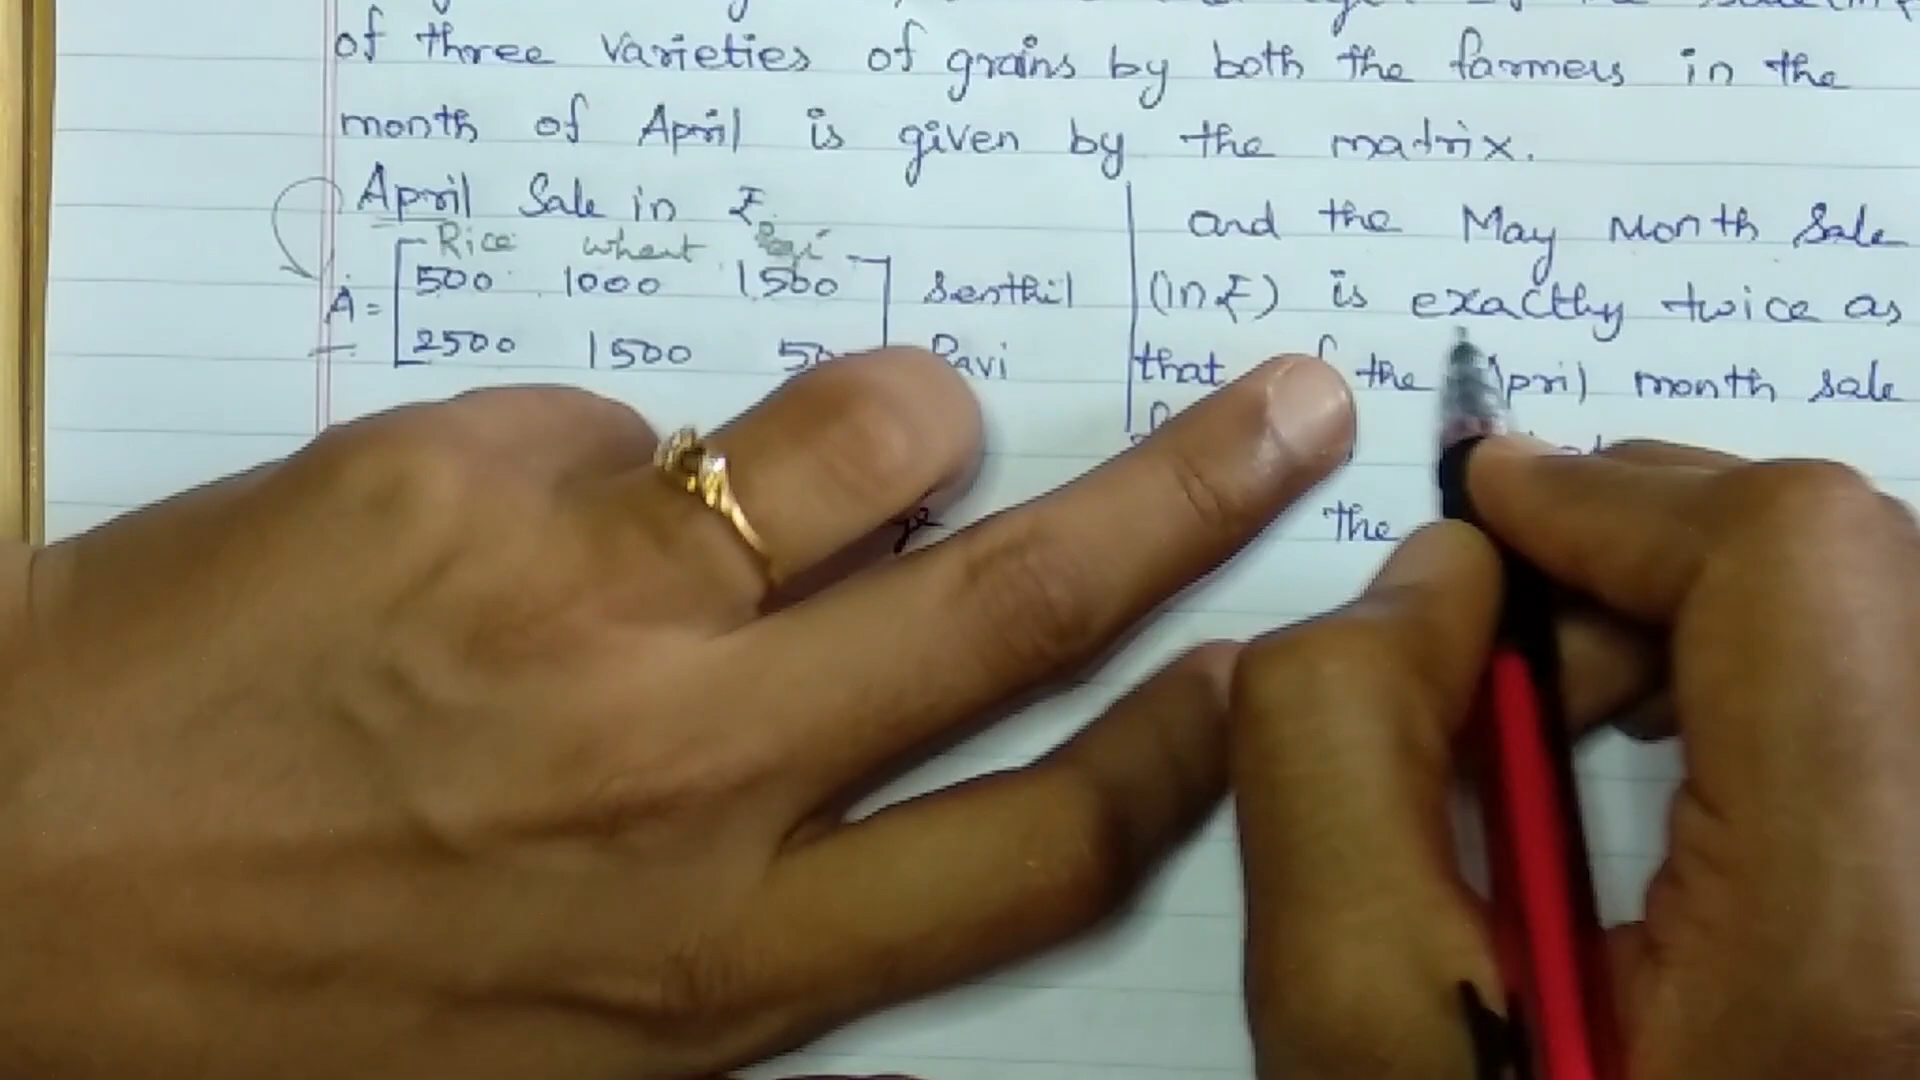 of three varieties of grains by both the farmers in the
month of April is given by the matrix.
April Sale in ₹.
Rice wheat Ragi
A = 500 1000 1500 Senthil
2500 1500 Ravi
and the May Month Sale
(in ₹) is exactly twice as
that the April month sale
the